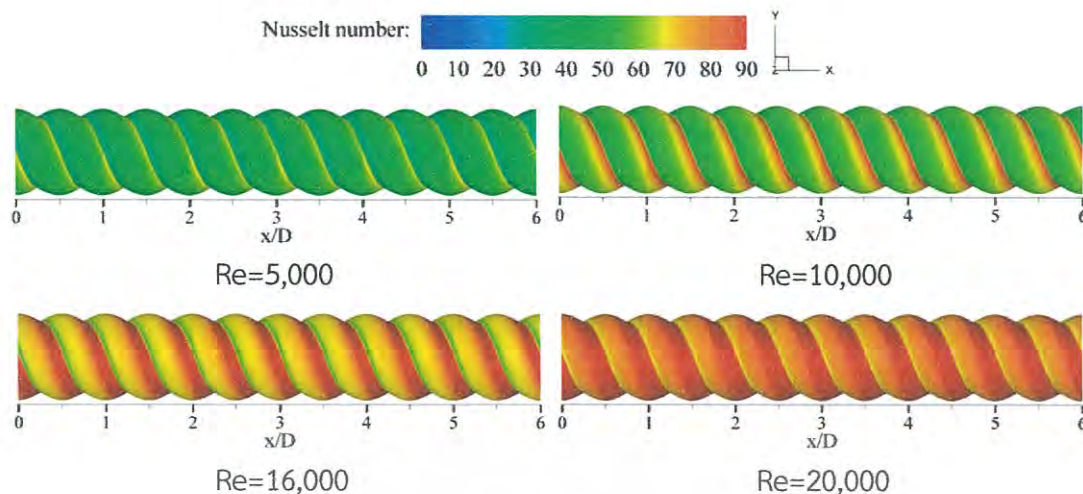 Nusselt number:
0 10 20 30 40 50 60 70 80 90
Y
Z X
0 1 2 3 4 5 6
x/D
Re=5,000
0 1 2 3 4 5 6
x/D
Re=10,000
0 1 2 3 4 5 6
x/D
Re=16,000
0 1 2 3 4 5 6
x/D
Re=20,000